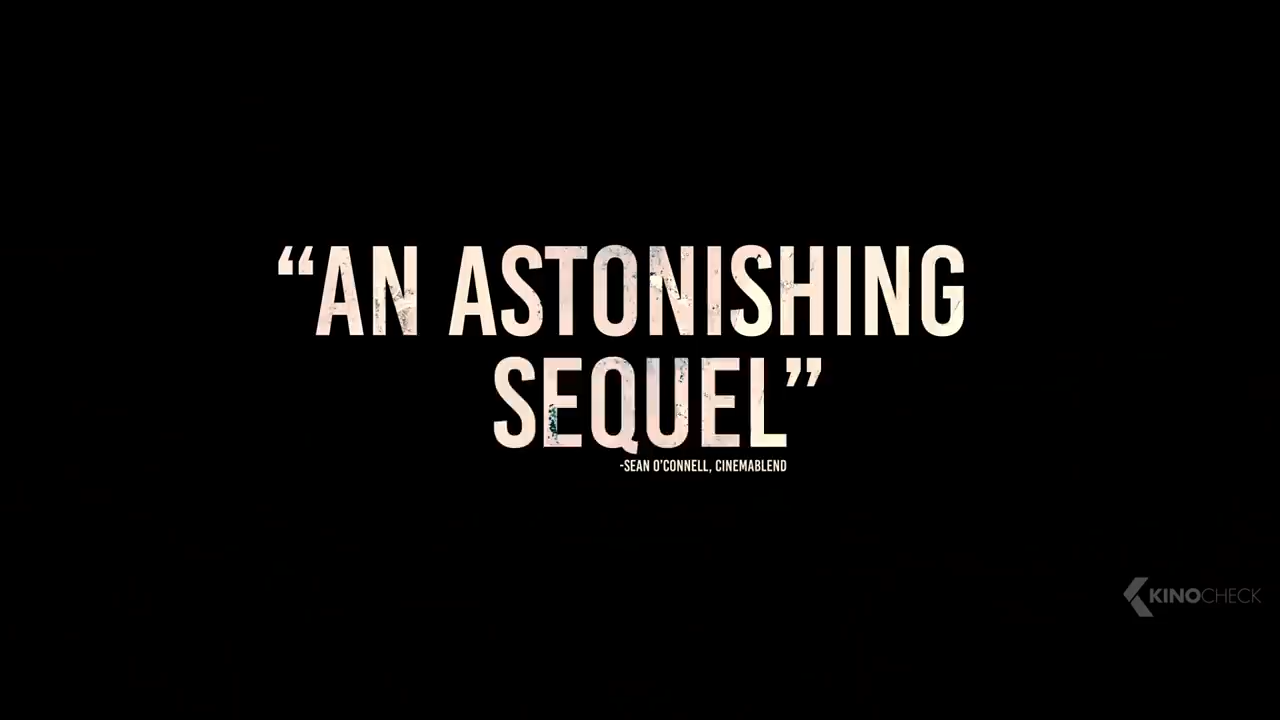 “AN ASTONISHING
SEQUEL”
-SEAN O’CONNELL, CINEMABLEND
KINOCHECK